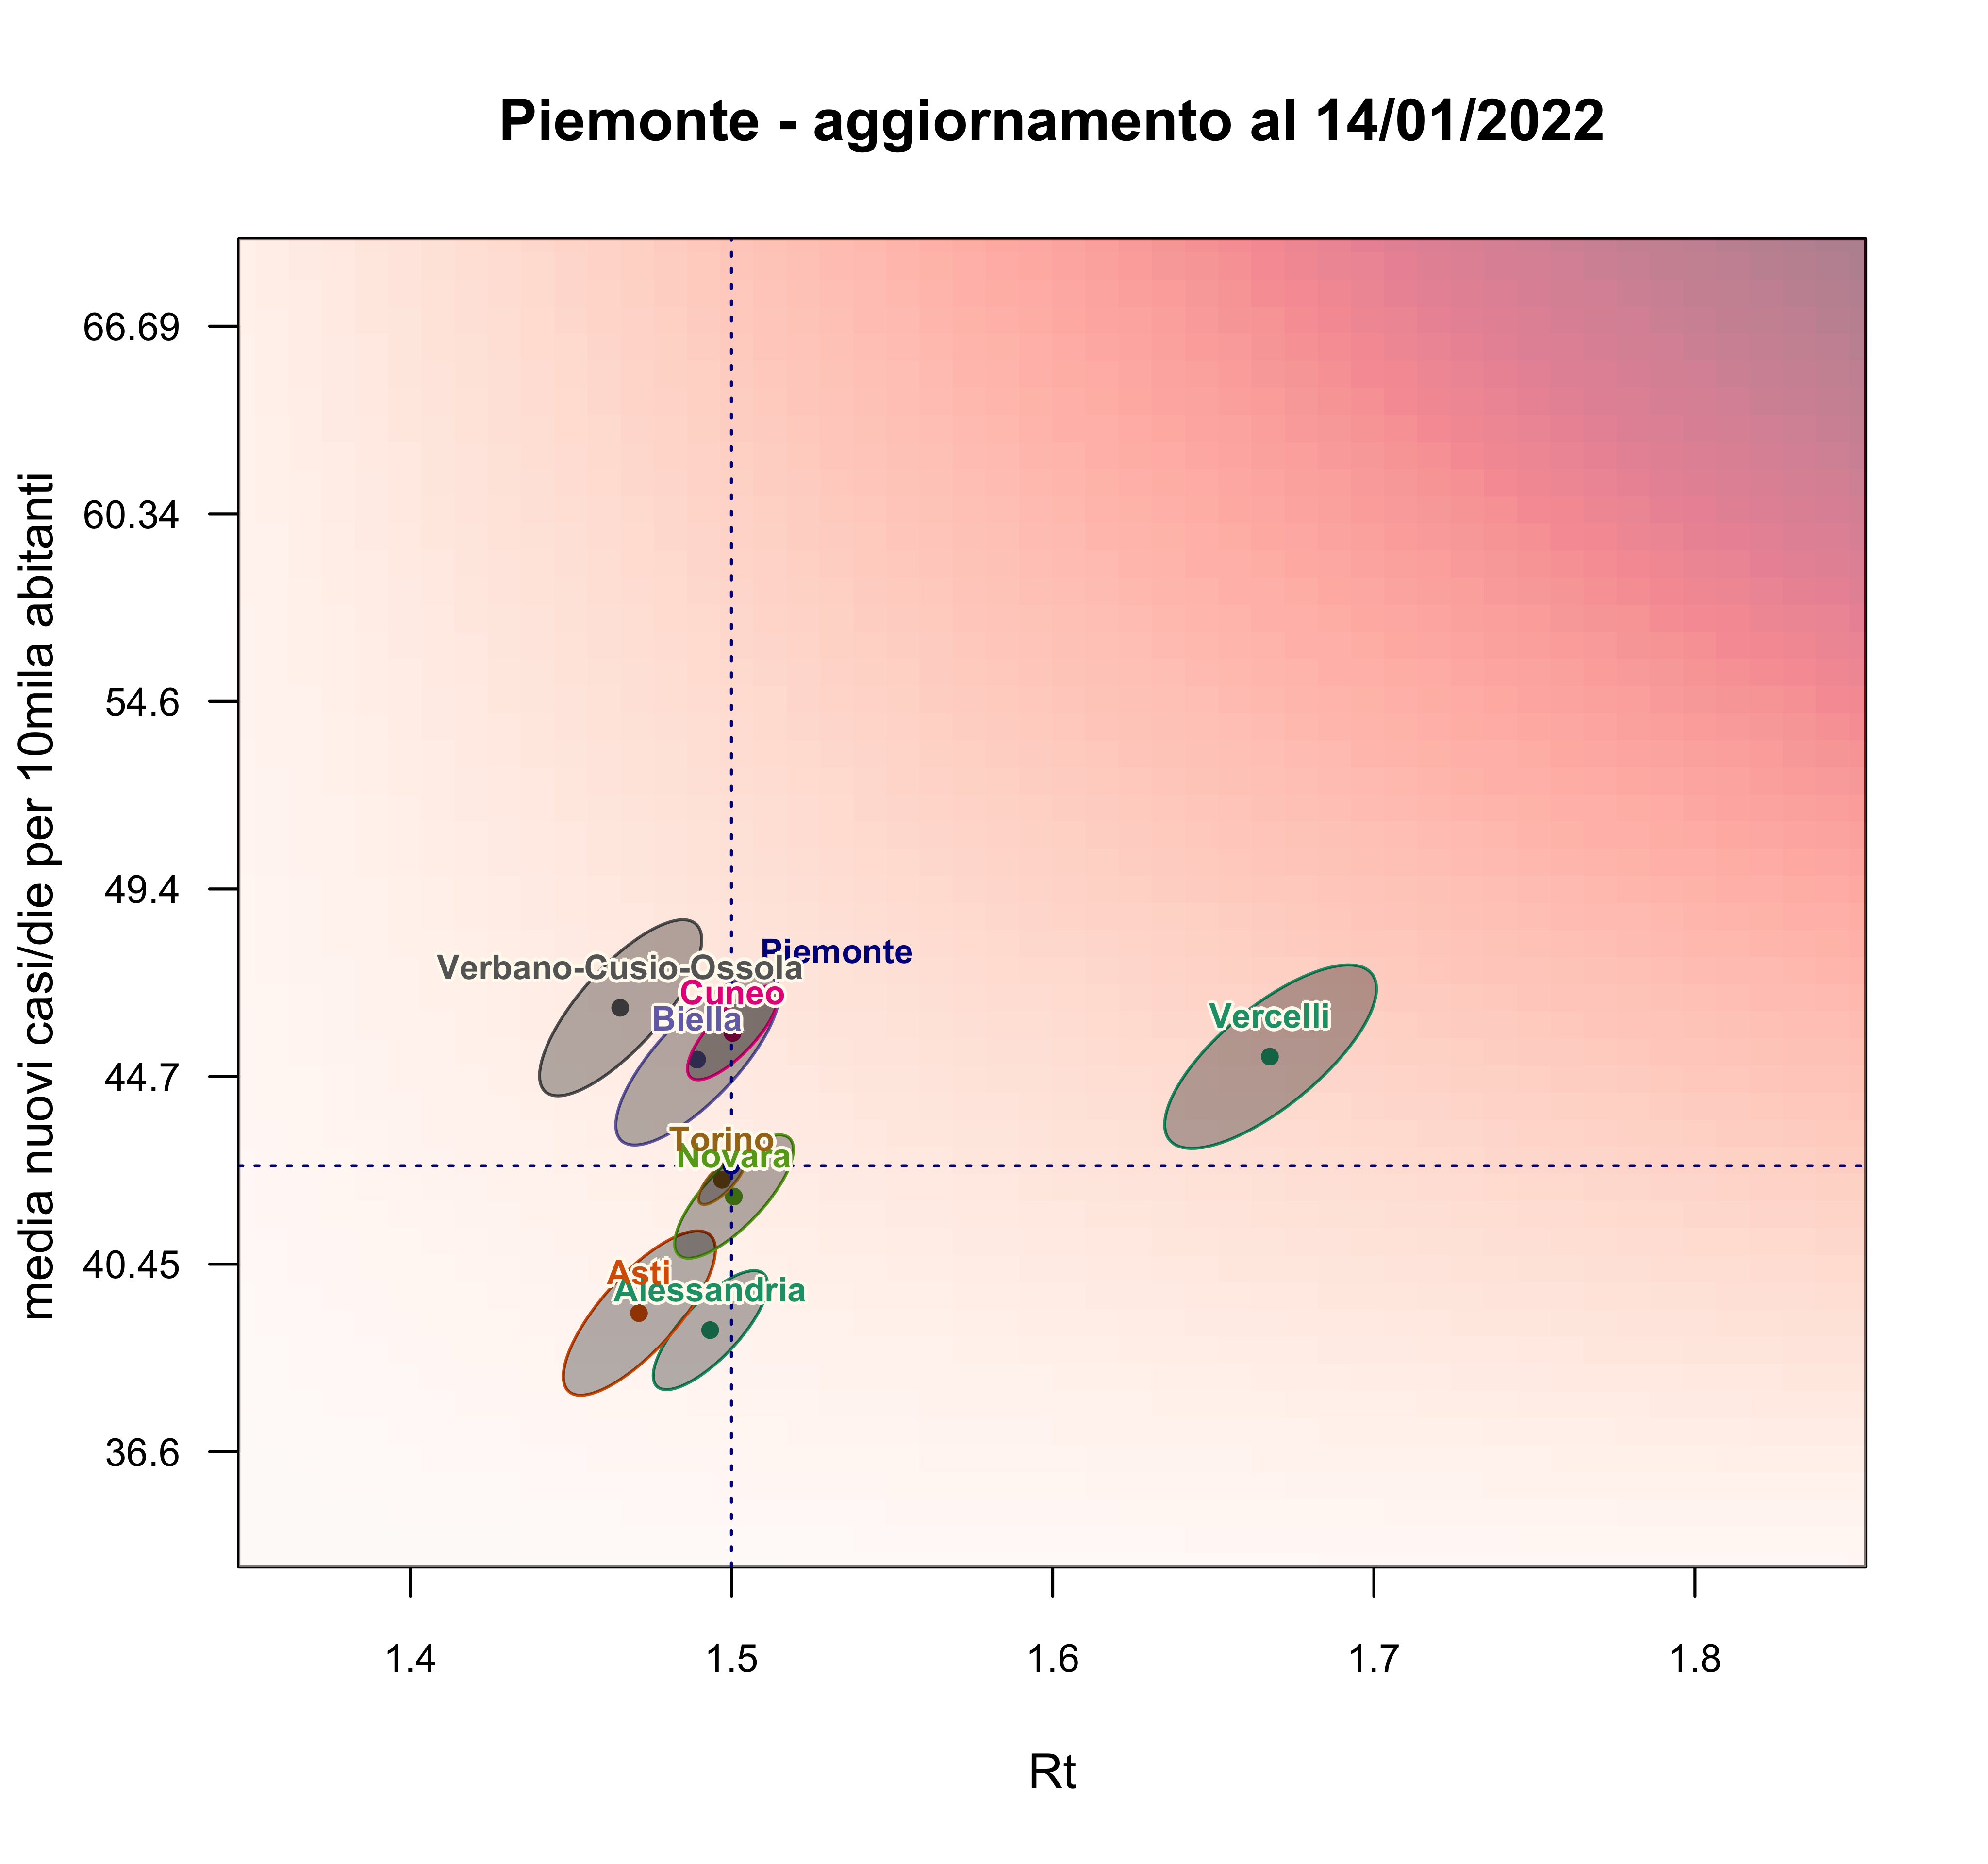 Piemonte - aggiornamento al 14/01/2022
media nuovi casi/die per 10mila abitanti
66.69
60.34
54.6
49.4
44.7
40.45
36.6
Piemonte
Verbano-Cusio-Ossola
Cuneo
Biella
Vercelli
Torino
Novara
Asti
Alessandria
1.4 1.5 1.6 1.7 1.8
Rt